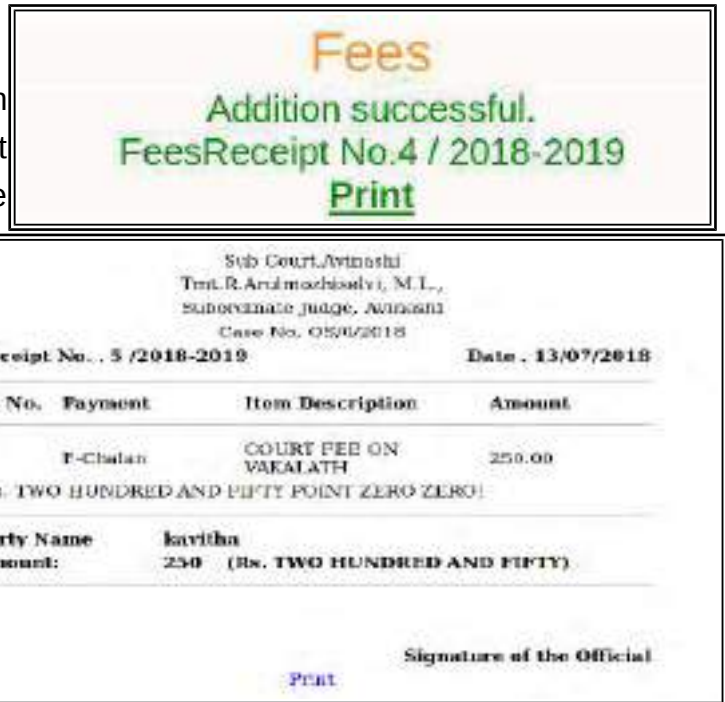 Fees
Addition successful.
FeesReceipt No.4 / 2018-2019
Print
Sub Court,Avinashi
Tmt.R.Arulmozhiselvi, M.L.,
Subordinate Judge, Avinashi
Case No. OS/6/2018
ceipt No. . 5 /2018-2019 Date . 13/07/2018
No. Payment Item Description Amount
E-Chalan COURT FEE ON VAKALATH 250.00
. TWO HUNDRED AND FIFTY POINT ZERO ZERO!
rty Name kavitha
mount: 250 (Rs. TWO HUNDRED AND FIFTY)
Signature of the Official
Print